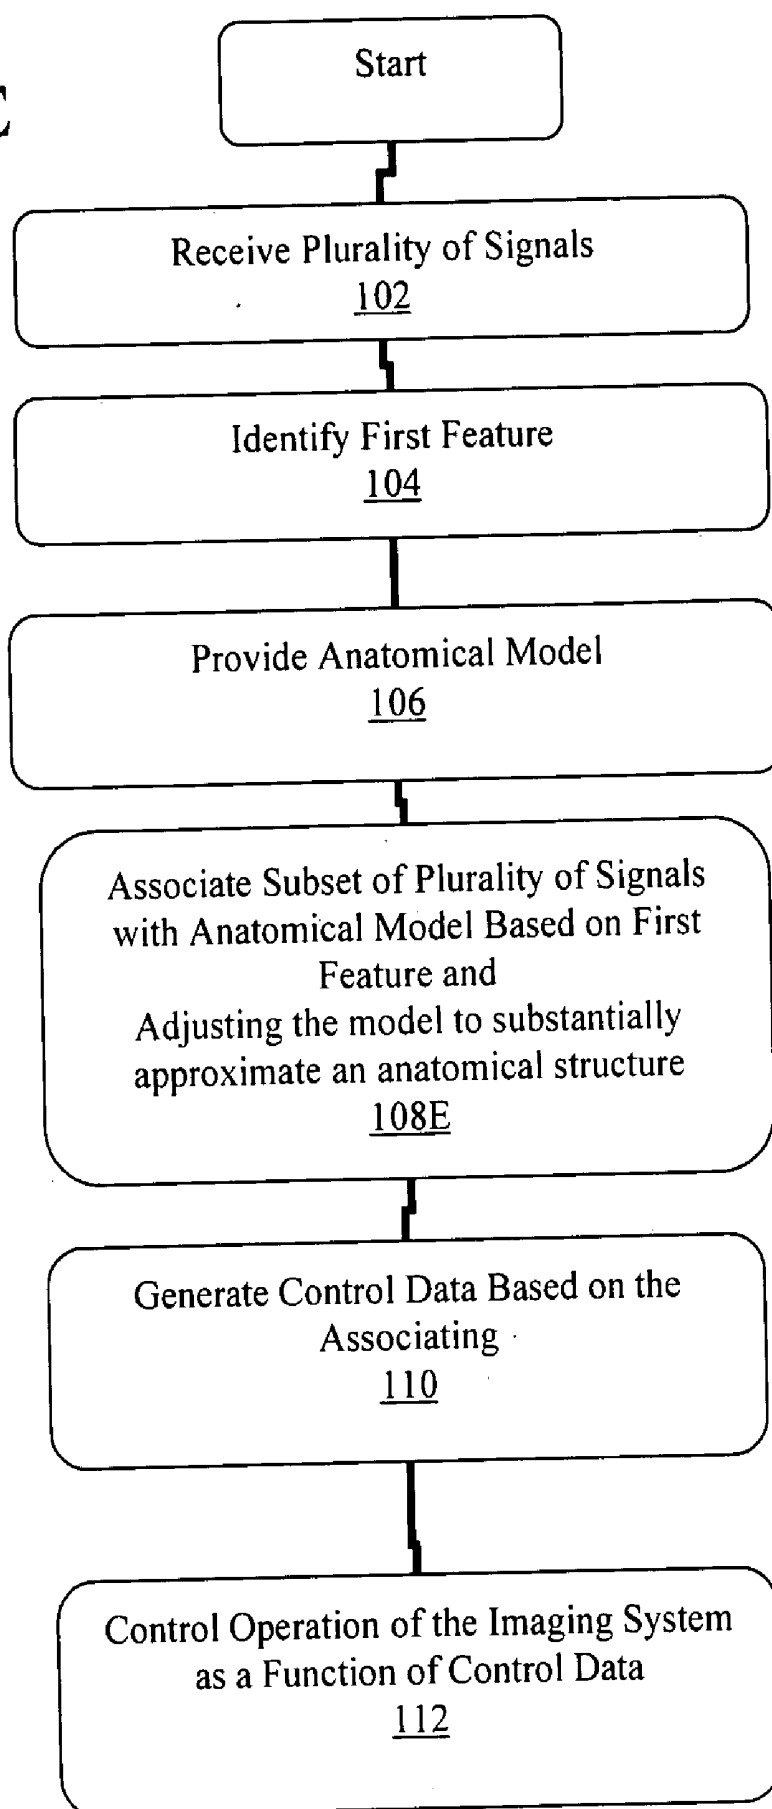 Start
Receive Plurality of Signals
102
Identify First Feature
104
Provide Anatomical Model
106
Associate Subset of Plurality of Signals
with Anatomical Model Based on First
Feature and
Adjusting the model to substantially
approximate an anatomical structure
108E
Generate Control Data Based on the
Associating
110
Control Operation of the Imaging System
as a Function of Control Data
112